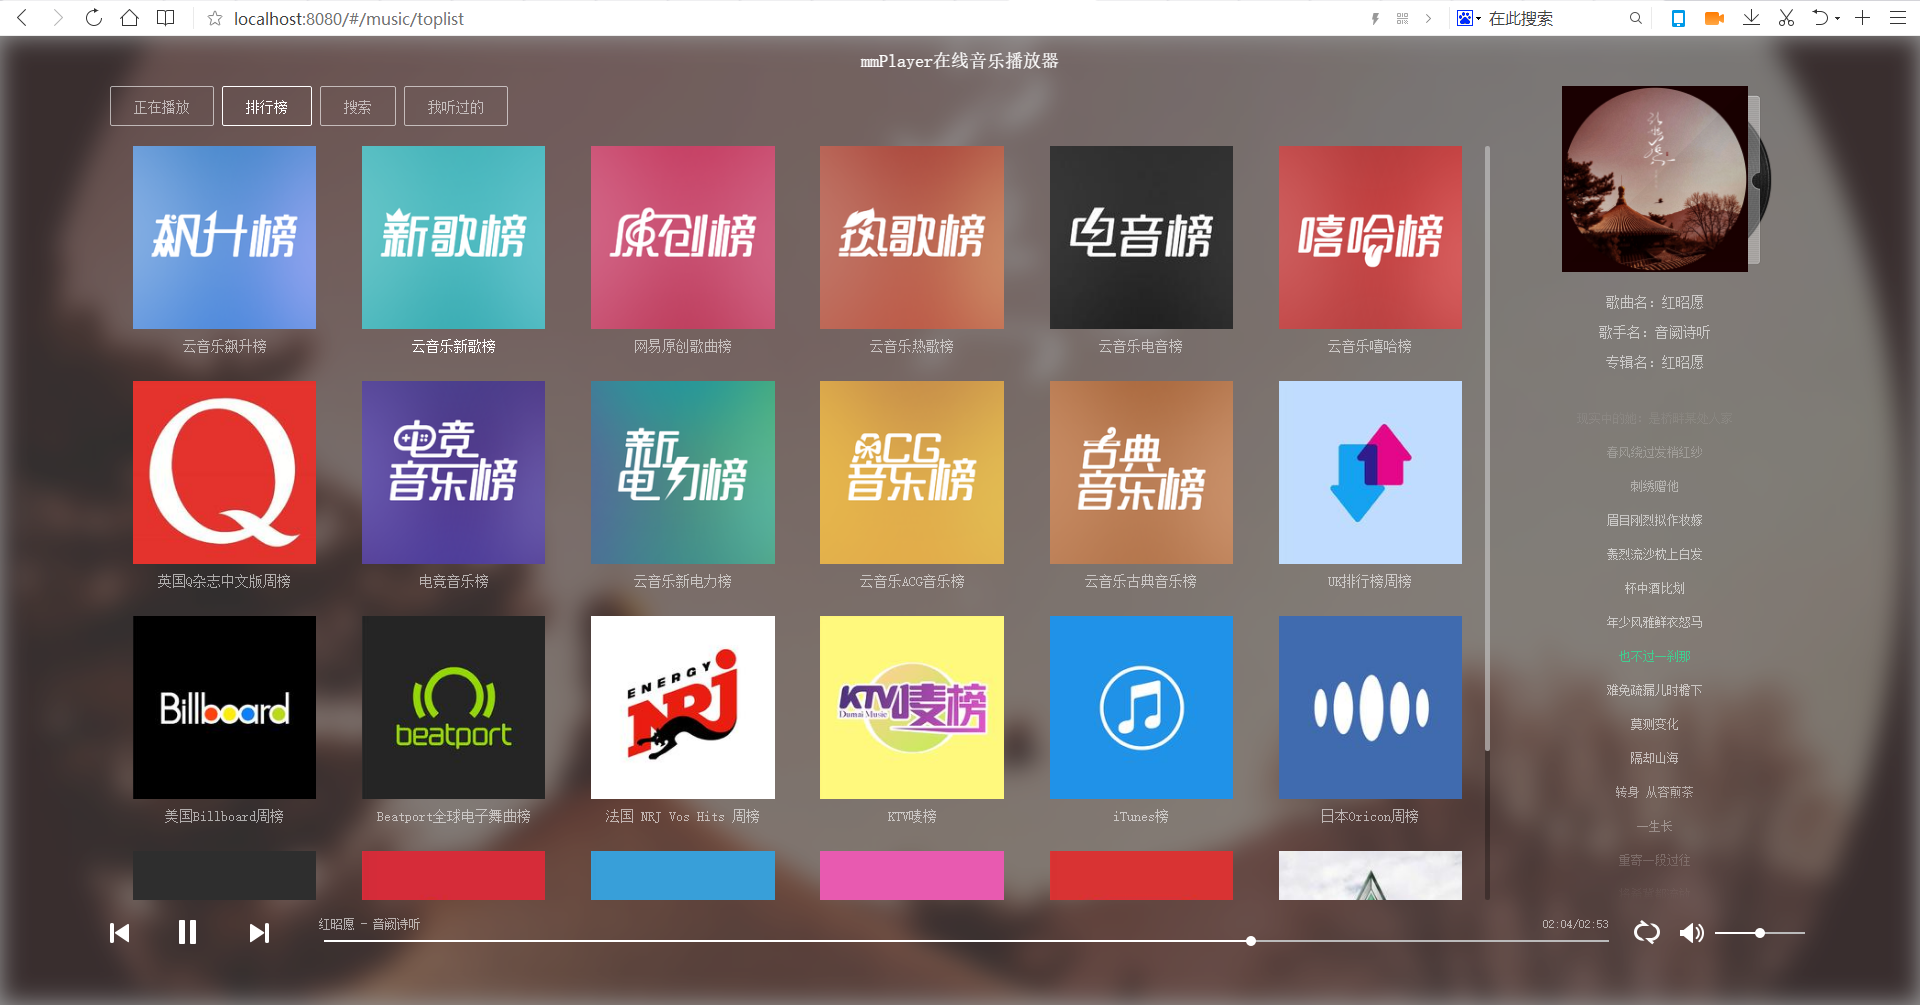 localhost:8080/#/music/toplist
在此搜索
mmPlayer在线音乐播放器
正在播放
排行榜
搜索
我听过的
飙升榜
新歌榜
原创榜
热歌榜
电音榜
嘻哈榜
云音乐飙升榜
云音乐新歌榜
网易原创歌曲榜
云音乐热歌榜
云音乐电音榜
云音乐嘻哈榜
Q
电竞
音乐榜
新
电力榜
ACG
音乐榜
古典
音乐榜
英国Q杂志中文版周榜
电竞音乐榜
云音乐新电力榜
云音乐ACG音乐榜
云音乐古典音乐榜
UK排行榜周榜
Billboard
beatport
ENERGY
NRJ
KTV唛榜
Dumai Music
美国Billboard周榜
Beatport全球电子舞曲榜
法国 NRJ Vos Hits 周榜
KTV唛榜
iTunes榜
日本Oricon周榜
红昭愿
歌曲名：红昭愿
歌手名：音阙诗听
专辑名：红昭愿
春风绕过发梢红纱
刺绣赠他
眉目刚烈拟作妆嫁
轰烈流沙枕上白发
杯中酒比划
年少风雅鲜衣怒马
也不过一刹那
难免疏漏儿时檐下
莫测变化
隔却山海
转身 从容煎茶
一生长
重寄一段过往
红昭愿 - 音阙诗听
02:04/02:53